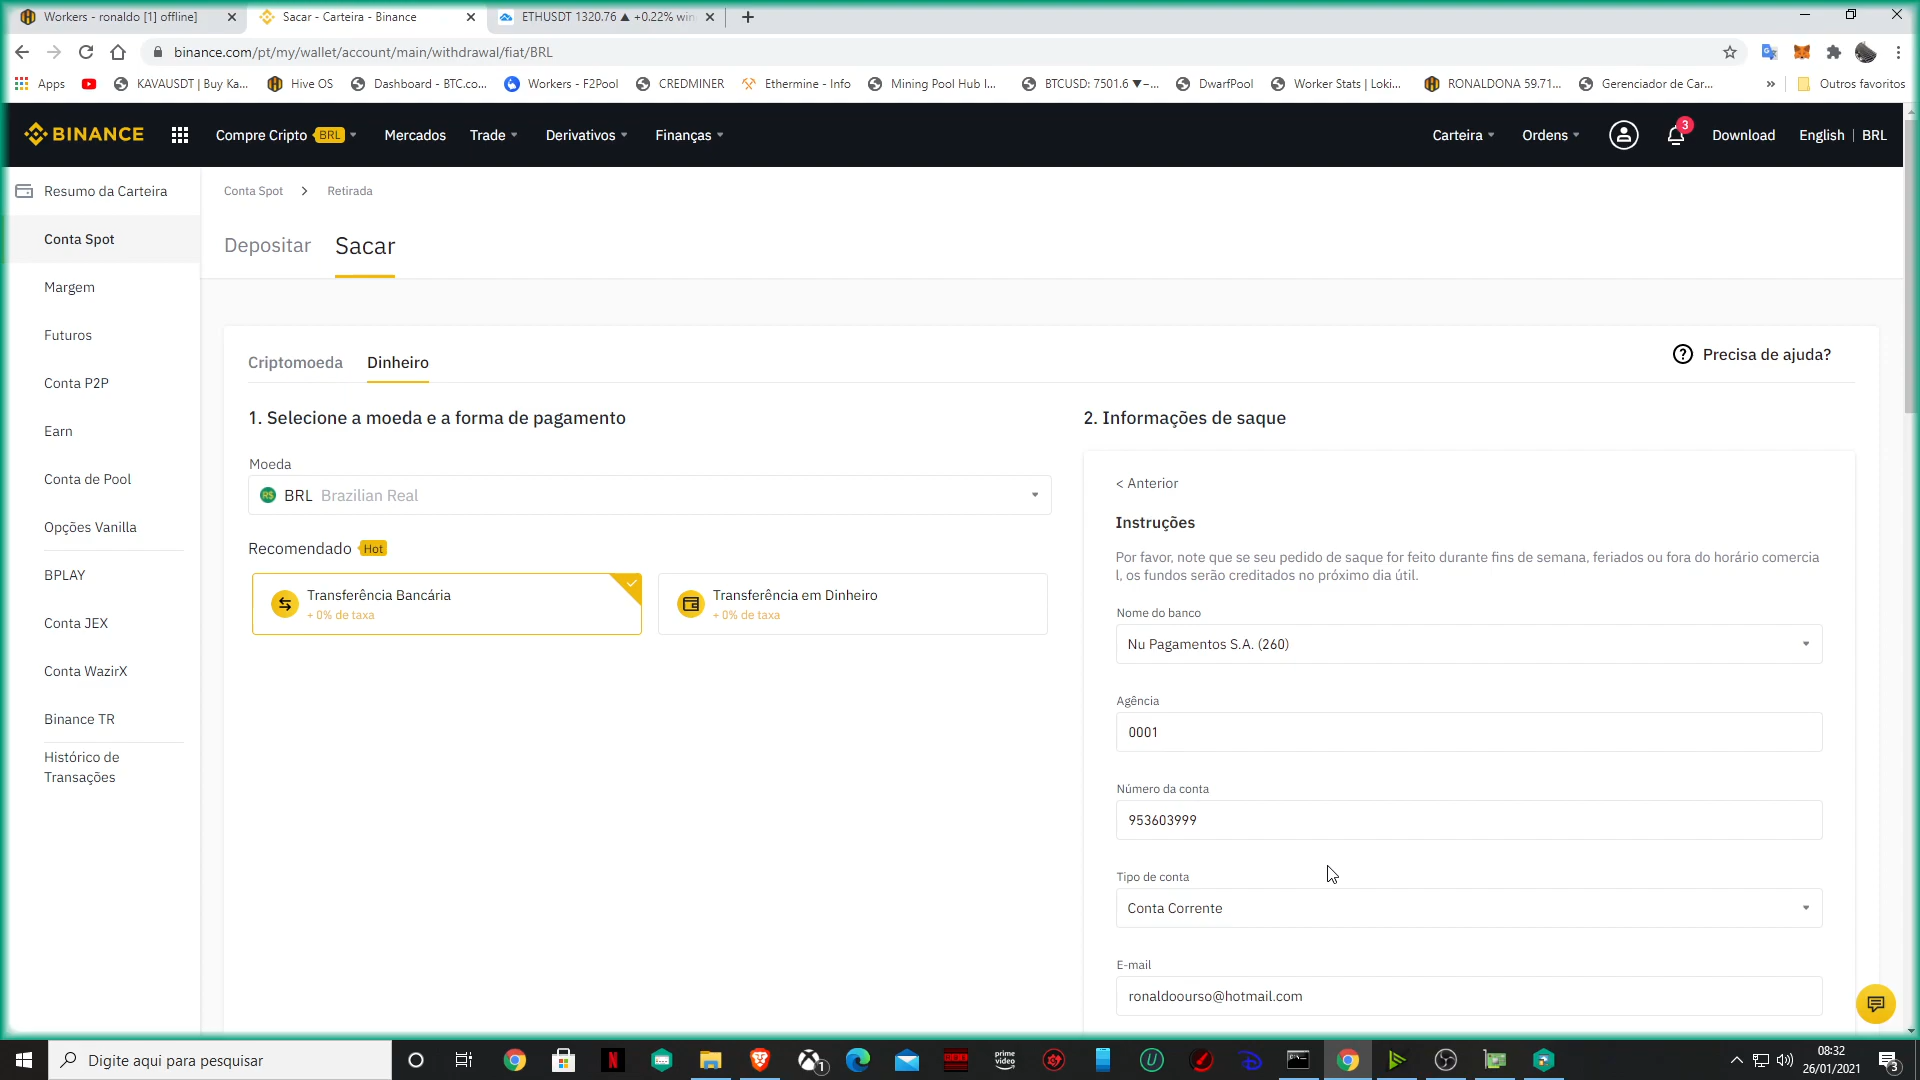 Workers - ronaldo [1] offline]
Sacar - Carteira - Binance
ETHUSDT 1320.76 ▲ +0.22% win
binance.com/pt/my/wallet/account/main/withdrawal/fiat/BRL
Apps
KAVAUSDT | Buy Ka...
Hive OS
Dashboard - BTC.co...
Workers - F2Pool
CREDMINER
Ethermine - Info
Mining Pool Hub I...
BTCUSD: 7501.6 ▼−...
DwarfPool
Worker Stats | Loki...
RONALDONA 59.71...
Gerenciador de Car...
»
Outros favoritos
BINANCE
Compre Cripto BRL
Mercados
Trade
Derivativos
Finanças
Carteira
Ordens
3
Download
English | BRL
Resumo da Carteira
Conta Spot
Margem
Futuros
Conta P2P
Earn
Conta de Pool
Opções Vanilla
BPLAY
Conta JEX
Conta WazirX
Binance TR
Histórico de
Transações
Conta Spot > Retirada
Depositar Sacar
Criptomoeda Dinheiro
Precisa de ajuda?
1. Selecione a moeda e a forma de pagamento
Moeda
R$ BRL Brazilian Real
Recomendado Hot
Transferência Bancária
+ 0% de taxa
Transferência em Dinheiro
+ 0% de taxa
2. Informações de saque
< Anterior
Instruções
Por favor, note que se seu pedido de saque for feito durante fins de semana, feriados ou fora do horário comercia
l, os fundos serão creditados no próximo dia útil.
Nome do banco
Nu Pagamentos S.A. (260)
Agência
0001
Número da conta
953603999
Tipo de conta
Conta Corrente
E-mail
ronaldoourso@hotmail.com
Digite aqui para pesquisar
1
prime
video
08:32
26/01/2021
3